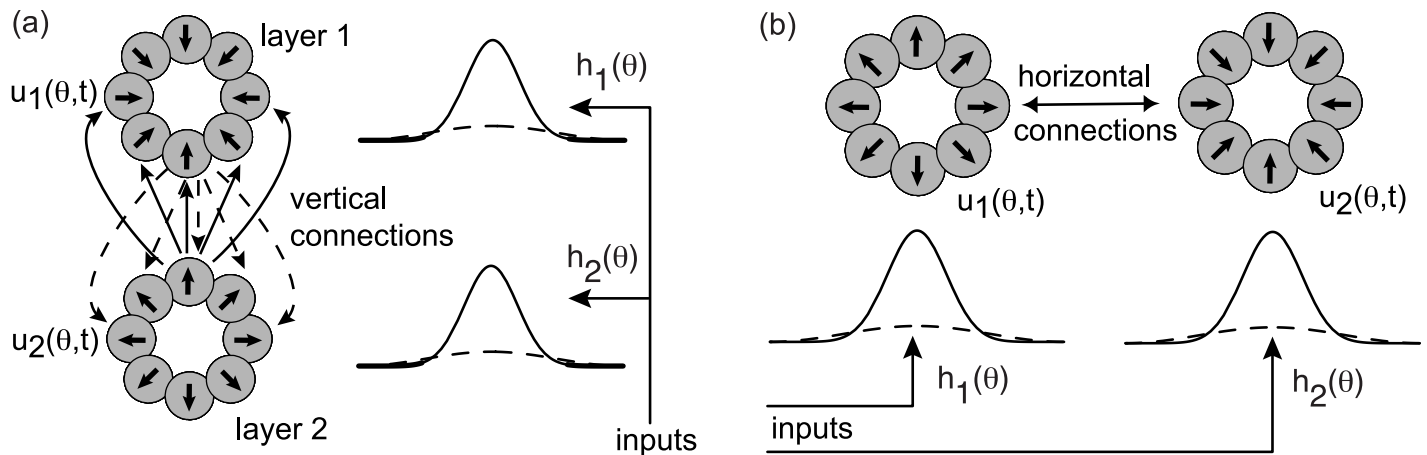 (a)
layer 1
u1(θ,t)
h1(θ)
vertical
connections
h2(θ)
u2(θ,t)
layer 2
inputs
(b)
horizontal
connections
u1(θ,t)
u2(θ,t)
h1(θ)
h2(θ)
inputs